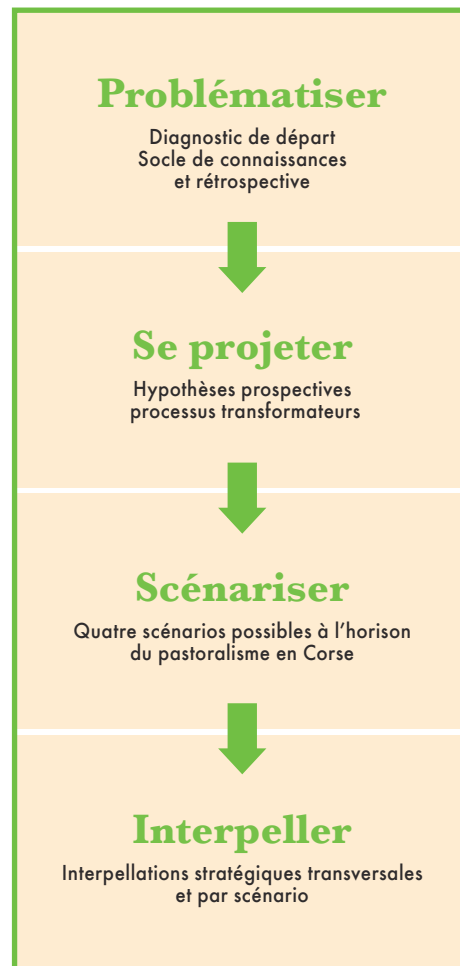 Problématiser
Diagnostic de départ
Socle de connaissances
et rétrospective
Se projeter
Hypothèses prospectives
processus transformateurs
Scénariser
Quatre scénarios possibles à l'horison
du pastoralisme en Corse
Interpeller
Interpellations stratégiques transversales
et par scénario